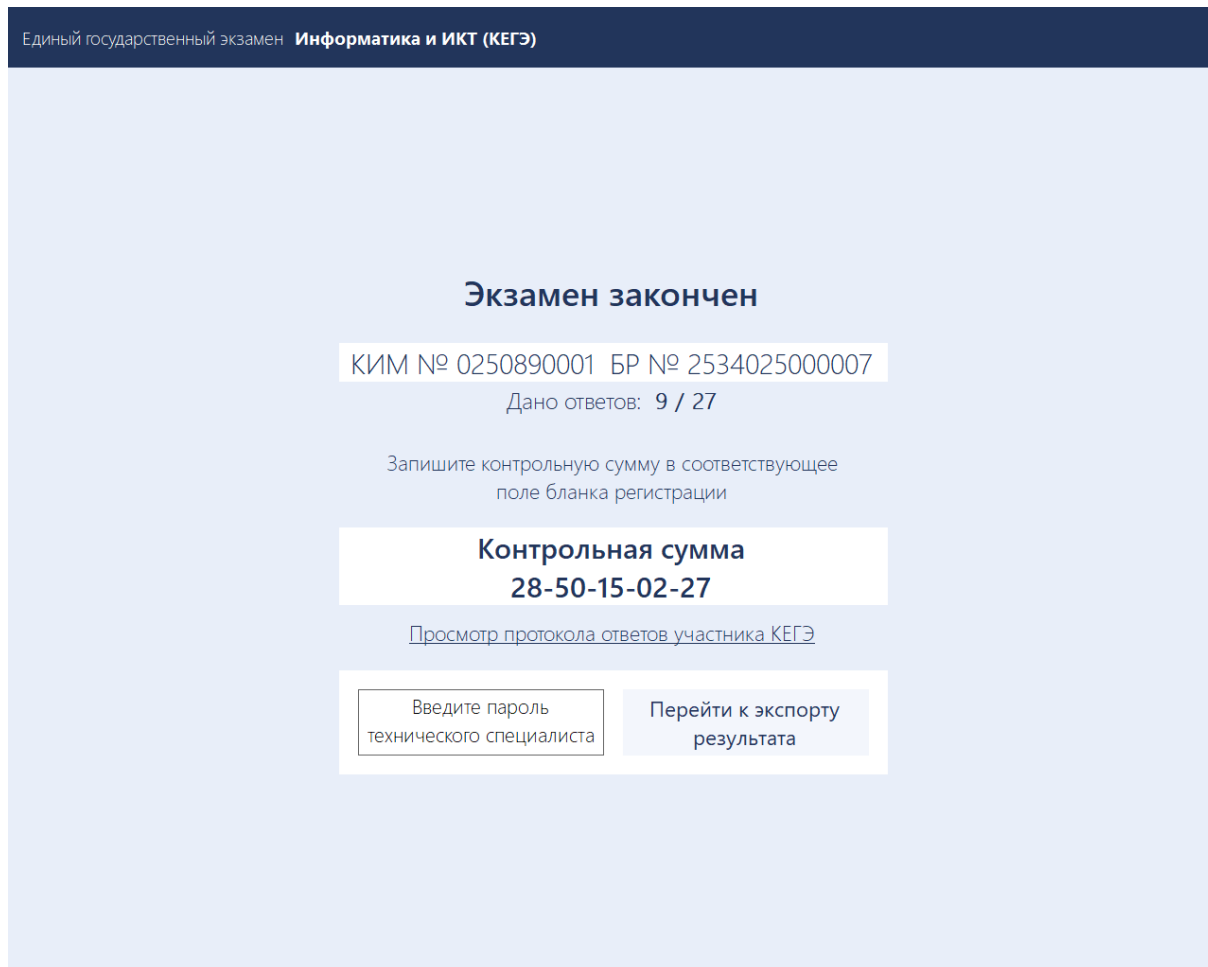 Единый государственный экзамен Информатика и ИКТ (КЕГЭ)
Экзамен закончен
КИМ № 0250890001 БР № 2534025000007
Дано ответов: 9 / 27
Запишите контрольную сумму в соответствующее
поле бланка регистрации
Контрольная сумма
28-50-15-02-27
Просмотр протокола ответов участника КЕГЭ
Введите пароль
технического специалиста
Перейти к экспорту
результата